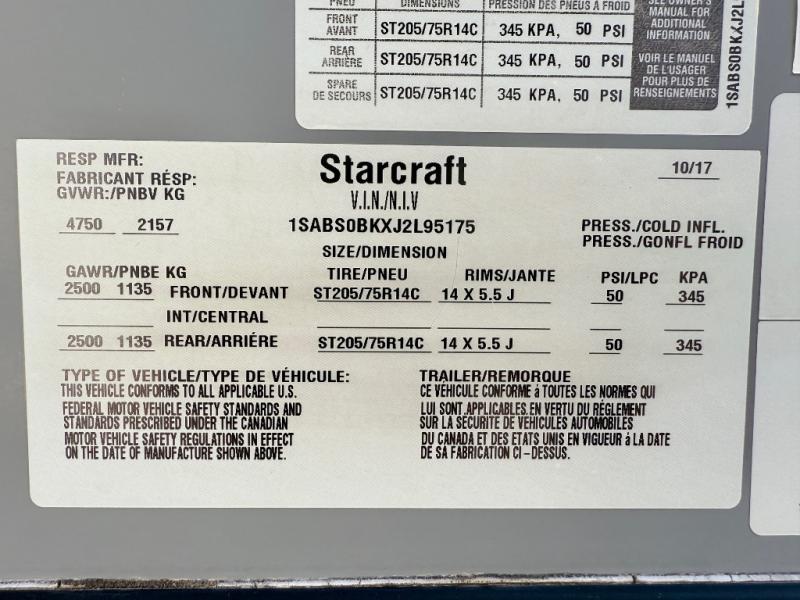 PNEU DIMENSIONS PRESSION DES PNEUS A FROID
FRONT AVANT ST205/75R14C 345 KPA, 50 PSI
REAR ARRIÈRE ST205/75R14C 345 KPA, 50 PSI
SPARE DE SECOURS ST205/75R14C 345 KPA, 50 PSI
SEE OWNER'S
MANUAL FOR
ADDITIONAL
INFORMATION
VOIR LE MANUEL
DE L'USAGER
POUR PLUS DE
RENSEIGNEMENTS
1SABS0BKXJ2L
RESP MFR:
FABRICANT RÉSP:
GVWR:/PNBV KG
4750 2157
Starcraft
10/17
V.I.N./N.I.V
1SABS0BKXJ2L95175
PRESS./COLD INFL.
PRESS./GONFL FROID
SIZE/DIMENSION
GAWR/PNBE KG TIRE/PNEU RIMS/JANTE PSI/LPC KPA
2500 1135 FRONT/DEVANT ST205/75R14C 14 X 5.5 J 50 345
INT/CENTRAL
2500 1135 REAR/ARRIÉRE ST205/75R14C 14 X 5.5 J 50 345
TYPE OF VEHICLE/TYPE DE VÉHICULE: TRAILER/REMORQUE
THIS VEHICLE CONFORMS TO ALL APPLICABLE U.S.
FEDERAL MOTOR VEHICLE SAFETY STANDARDS AND
STANDARDS PRESCRIBED UNDER THE CANADIAN
MOTOR VEHICLE SAFETY REGULATIONS IN EFFECT
ON THE DATE OF MANUFACTURE SHOWN ABOVE.
CE VÉHICULE CONFORME á TOUTES LES NORMES QUI
LUI SONT APPLICABLES EN VERTU DU RÉGLEMENT
SUR LA SÉCURITÉ DE VÉHICULES AUTOMOBILES
DU CANADA ET DES ETATS UNIS EN VIGUEUR á LA DATE
DE SA FABRICATION CI-DESSUS.